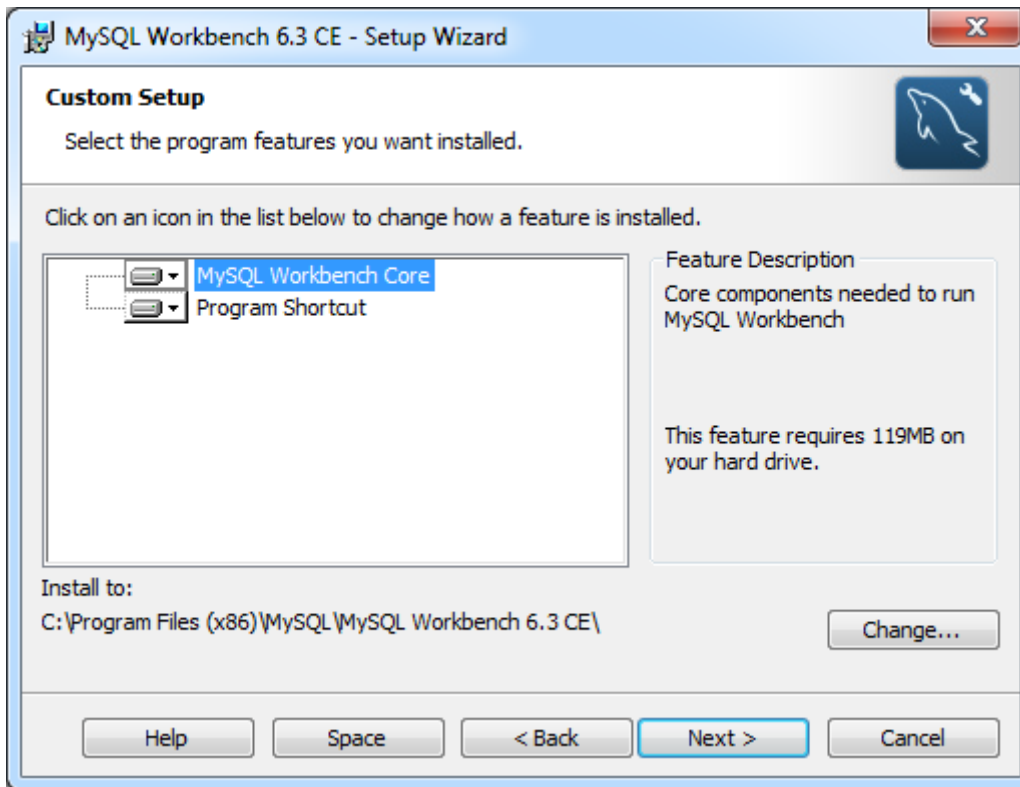 MySQL Workbench 6.3 CE - Setup Wizard
Custom Setup
Select the program features you want installed.
Click on an icon in the list below to change how a feature is installed.
MySQL Workbench Core
Program Shortcut
Feature Description
Core components needed to run
MySQL Workbench
This feature requires 119MB on
your hard drive.
Install to:
C:\Program Files (x86)\MySQL\MySQL Workbench 6.3 CE\
Change...
Help
Space
< Back
Next >
Cancel